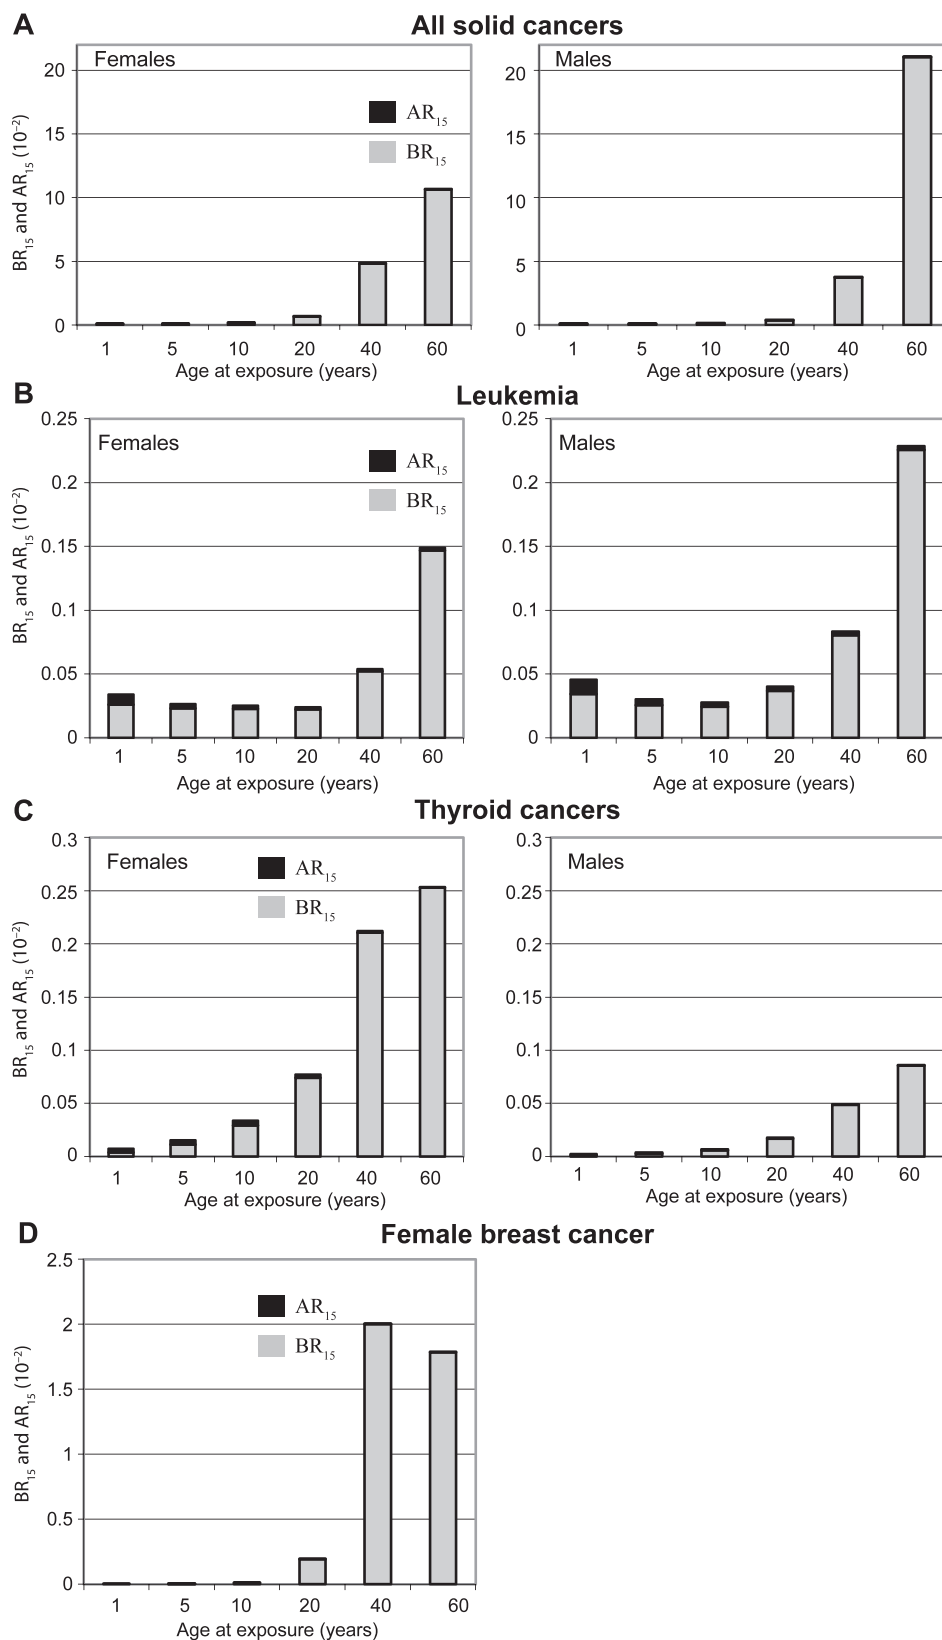 A All solid cancers
Females
Males
AR15
BR15
BR15 and AR15 (10−2)
20
15
10
5
0
20
15
10
5
0
1 5 10 20 40 60
1 5 10 20 40 60
Age at exposure (years)
Age at exposure (years)
B Leukemia
Females
Males
AR15
BR15
BR15 and AR15 (10−2)
0.25
0.2
0.15
0.1
0.05
0
0.25
0.2
0.15
0.1
0.05
0
1 5 10 20 40 60
1 5 10 20 40 60
Age at exposure (years)
Age at exposure (years)
C Thyroid cancers
Females
Males
AR15
BR15
BR15 and AR15 (10−2)
0.3
0.25
0.2
0.15
0.1
0.05
0
0.3
0.25
0.2
0.15
0.1
0.05
0
1 5 10 20 40 60
1 5 10 20 40 60
Age at exposure (years)
Age at exposure (years)
D Female breast cancer
AR15
BR15
BR15 and AR15 (10−2)
2.5
2
1.5
1
0.5
0
1 5 10 20 40 60
Age at exposure (years)